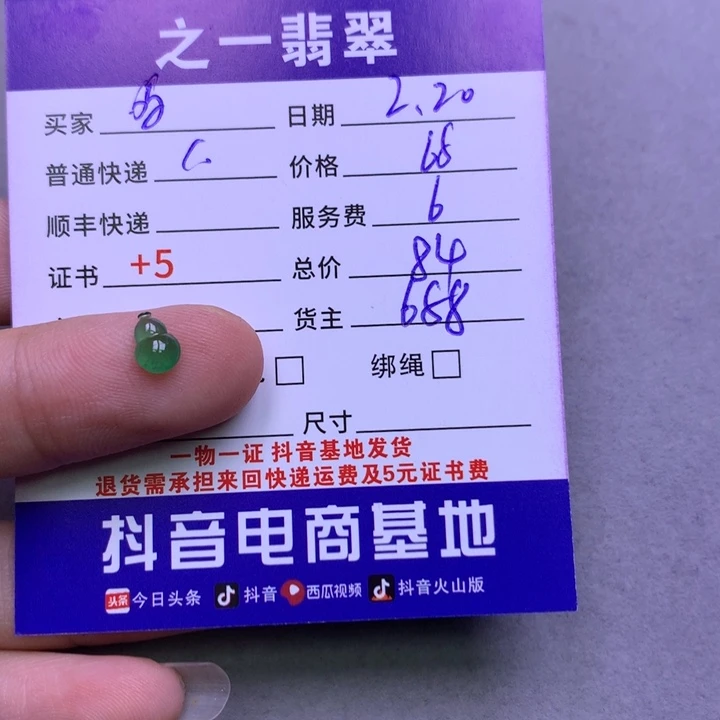 之一翡翠
买家 日期 2.20
普通快递 价格 68
顺丰快递 服务费 6
证书 +5 总价 84
货主 688
绑绳
尺寸
一物一证 抖音基地发货
退货需承担来回快递运费及5元证书费
抖音电商基地
头条 今日头条 抖音 西瓜视频 抖音火山版